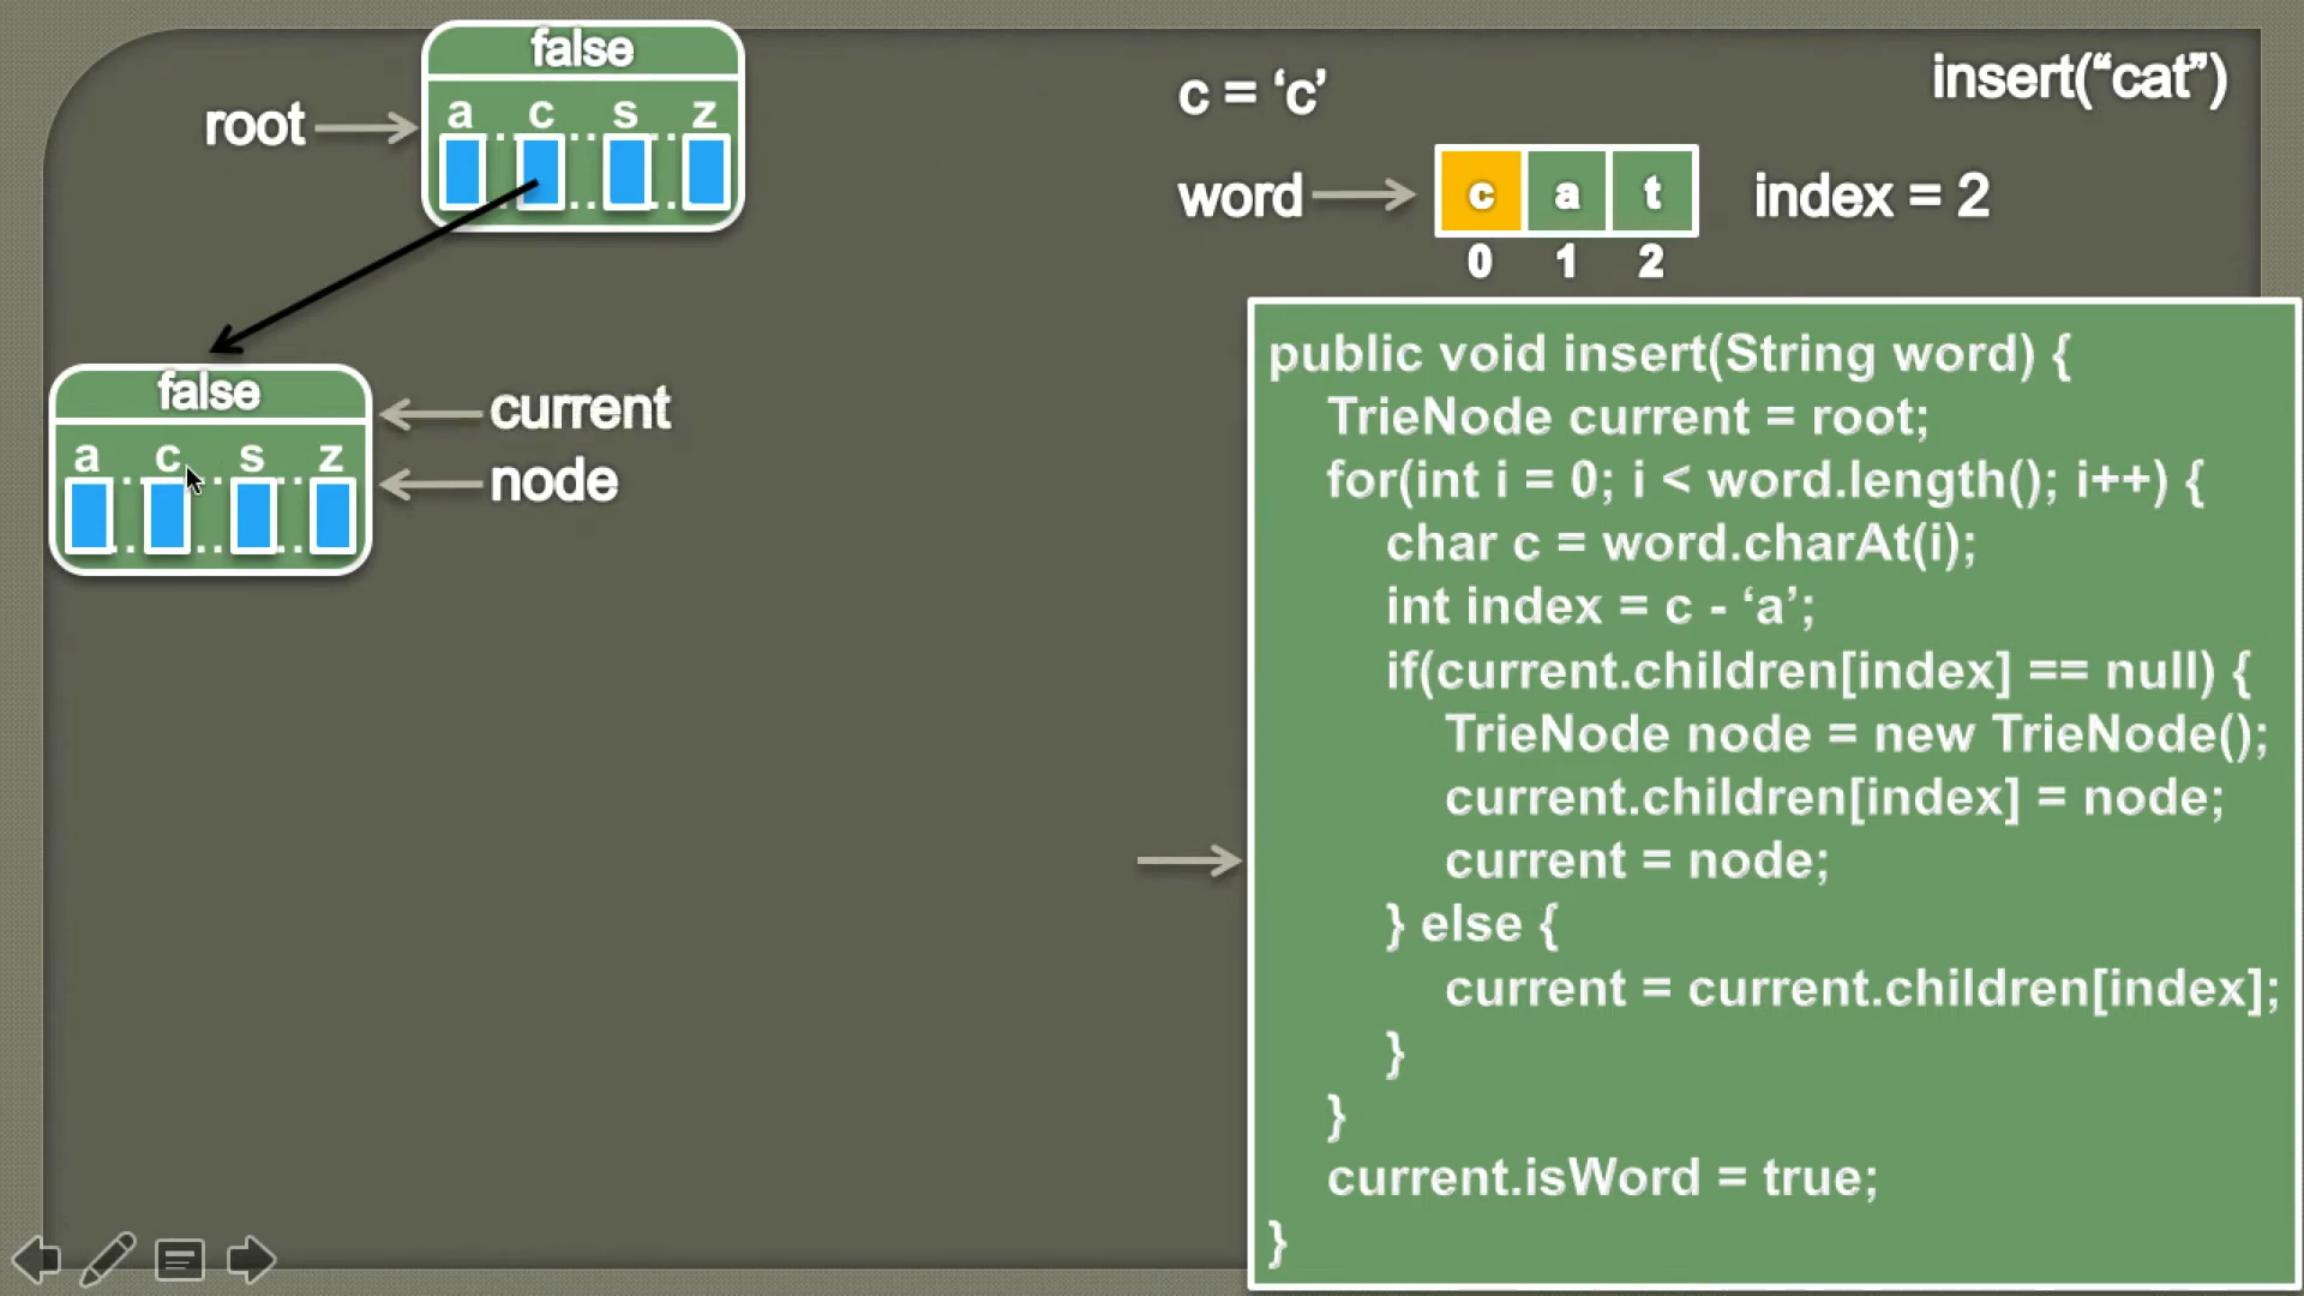 false
a c s z
root
c = ‘c’
insert(“cat”)
word
c a t
index = 2
0 1 2
false
a c s z
current
node
public void insert(String word) {
TrieNode current = root;
for(int i = 0; i < word.length(); i++) {
char c = word.charAt(i);
int index = c - ‘a’;
if(current.children[index] == null) {
TrieNode node = new TrieNode();
current.children[index] = node;
current = node;
} else {
current = current.children[index];
}
}
current.isWord = true;
}